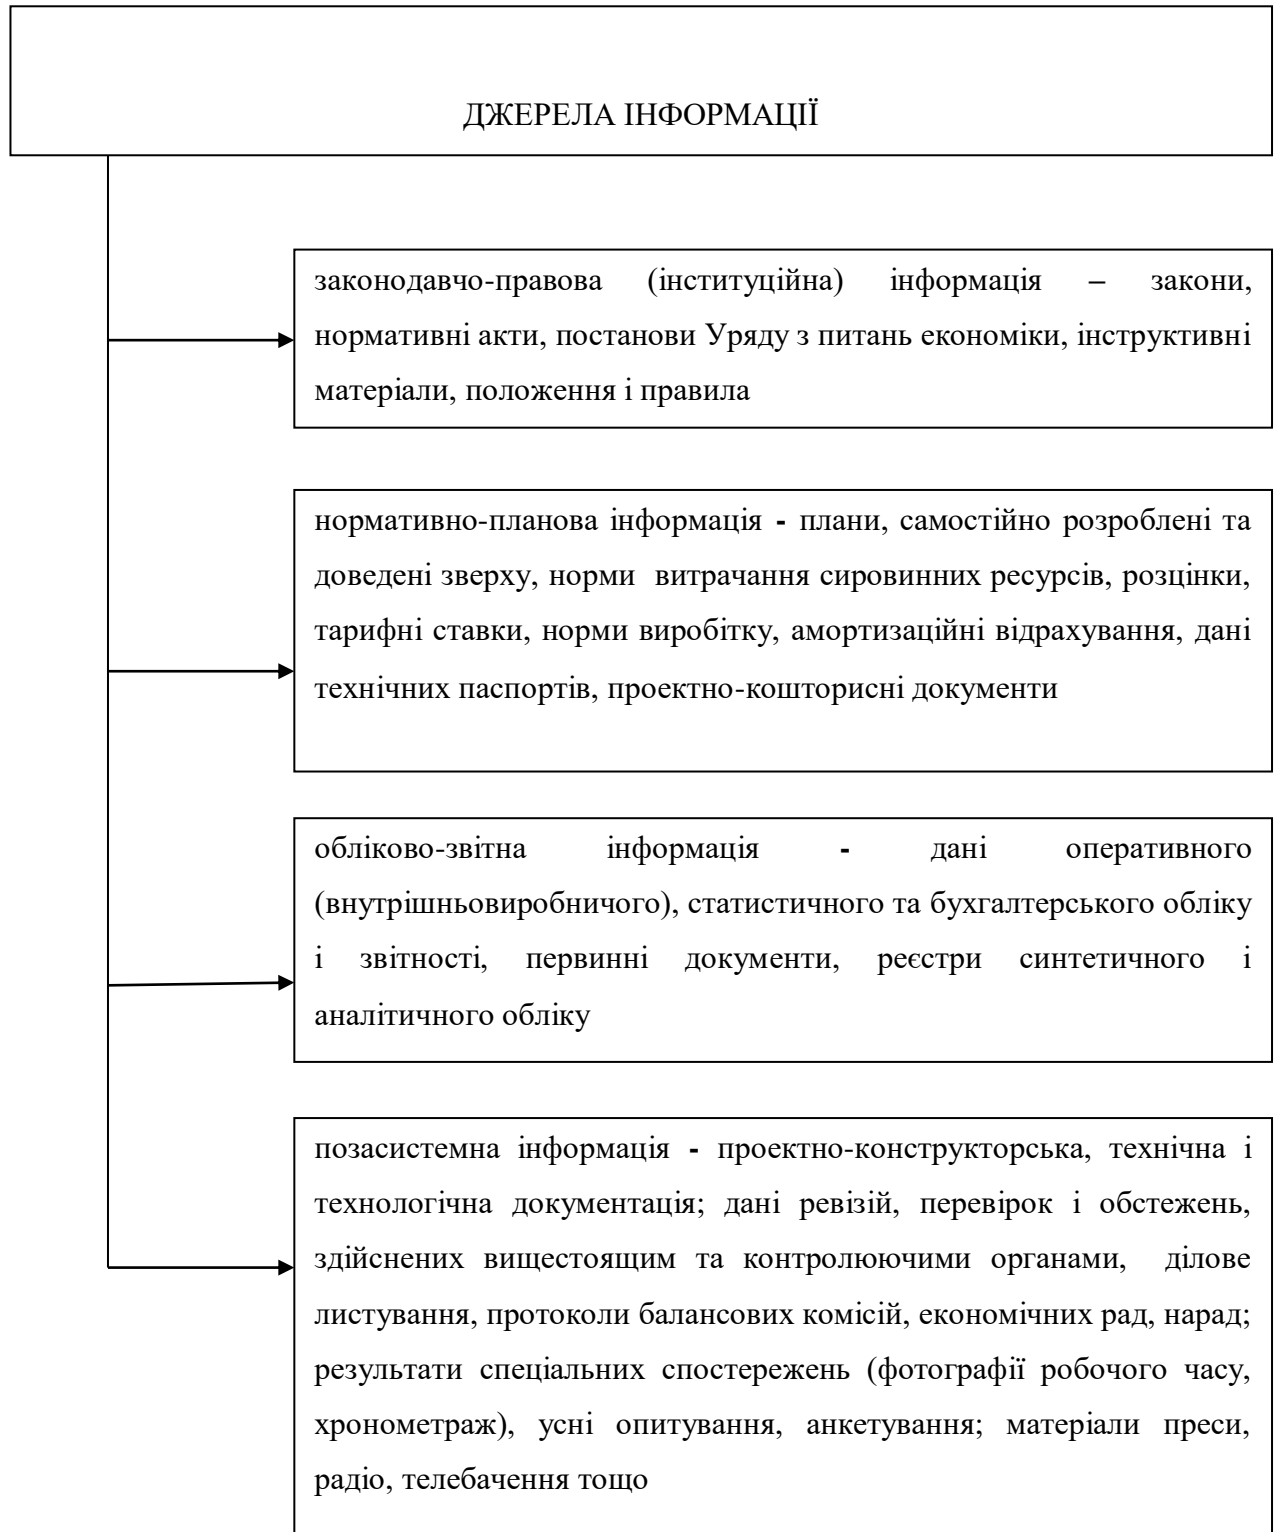 ДЖЕРЕЛА ІНФОРМАЦІЇ
законодавчо-правова (інституційна) інформація – закони,
нормативні акти, постанови Уряду з питань економіки, інструктивні
матеріали, положення і правила
нормативно-планова інформація - плани, самостійно розроблені та
доведені зверху, норми витрачання сировинних ресурсів, розцінки,
тарифні ставки, норми виробітку, амортизаційні відрахування, дані
технічних паспортів, проектно-кошторисні документи
обліково-звітна інформація - дані оперативного
(внутрішньовиробничого), статистичного та бухгалтерського обліку
і звітності, первинні документи, реєстри синтетичного і
аналітичного обліку
позасистемна інформація - проектно-конструкторська, технічна і
технологічна документація; дані ревізій, перевірок і обстежень,
здійснених вищестоящим та контролюючими органами, ділове
листування, протоколи балансових комісій, економічних рад, нарад;
результати спеціальних спостережень (фотографії робочого часу,
хронометраж), усні опитування, анкетування; матеріали преси,
радіо, телебачення тощо